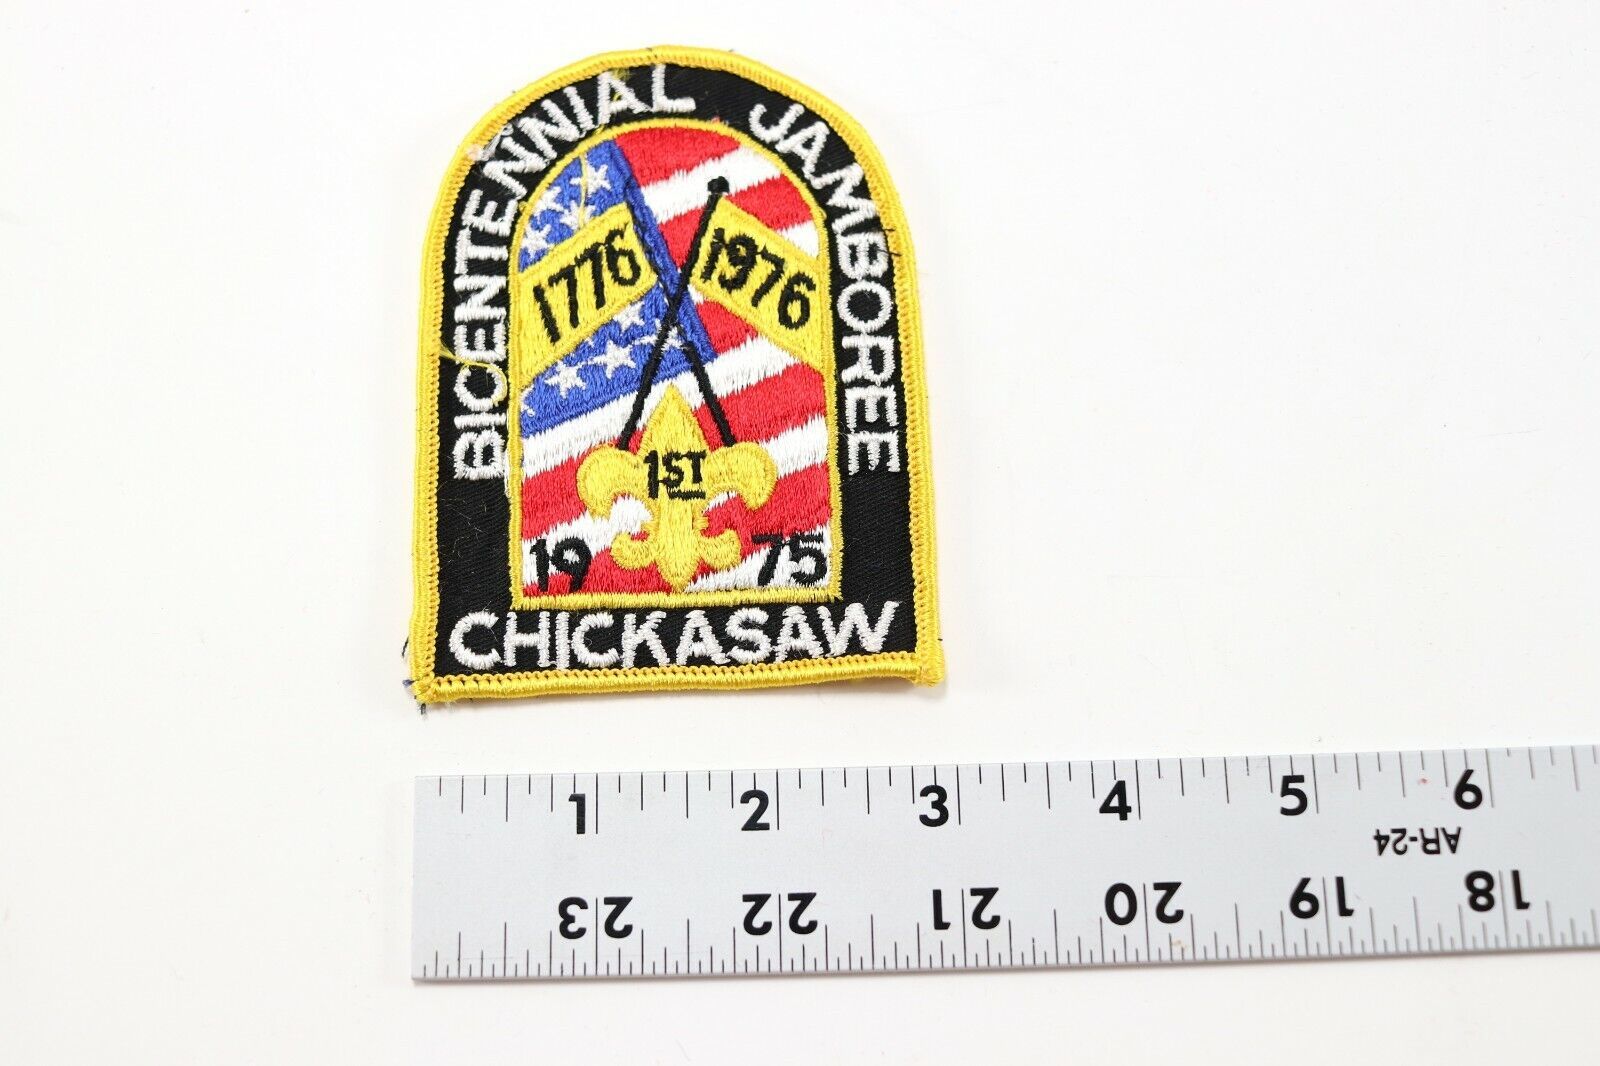 BICENTENNIAL JAMBOREE
1776 1976
1ST
19 75
CHICKASAW
1 2 3 4 5 6
AR-24
23 22 21 20 19 18